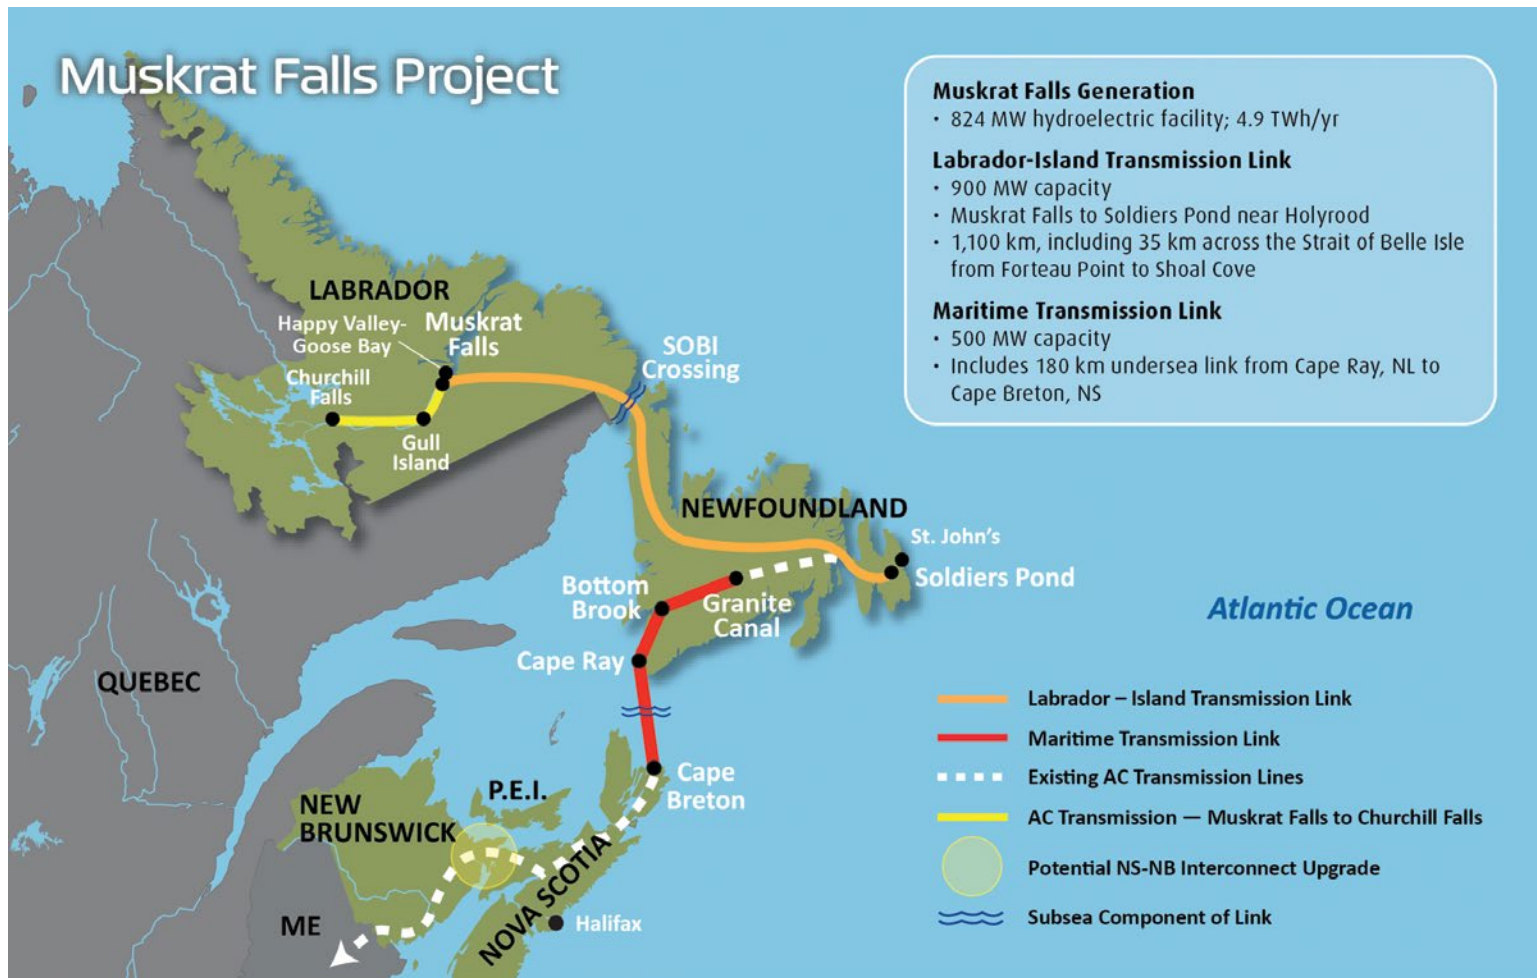 Muskrat Falls Project
Muskrat Falls Generation
• 824 MW hydroelectric facility; 4.9 TWh/yr
Labrador-Island Transmission Link
• 900 MW capacity
• Muskrat Falls to Soldiers Pond near Holyrood
• 1,100 km, including 35 km across the Strait of Belle Isle
from Forteau Point to Shoal Cove
Maritime Transmission Link
• 500 MW capacity
• Includes 180 km undersea link from Cape Ray, NL to
Cape Breton, NS
LABRADOR
Happy Valley-
Goose Bay
Muskrat
Falls
Churchill
Falls
Gull
Island
SOBI
Crossing
NEWFOUNDLAND
St. John's
Soldiers Pond
Bottom
Brook
Granite
Canal
Cape Ray
Atlantic Ocean
QUEBEC
Cape
Breton
P.E.I.
NEW
BRUNSWICK
NOVA SCOTIA
ME
Halifax
Labrador – Island Transmission Link
Maritime Transmission Link
Existing AC Transmission Lines
AC Transmission — Muskrat Falls to Churchill Falls
Potential NS-NB Interconnect Upgrade
Subsea Component of Link